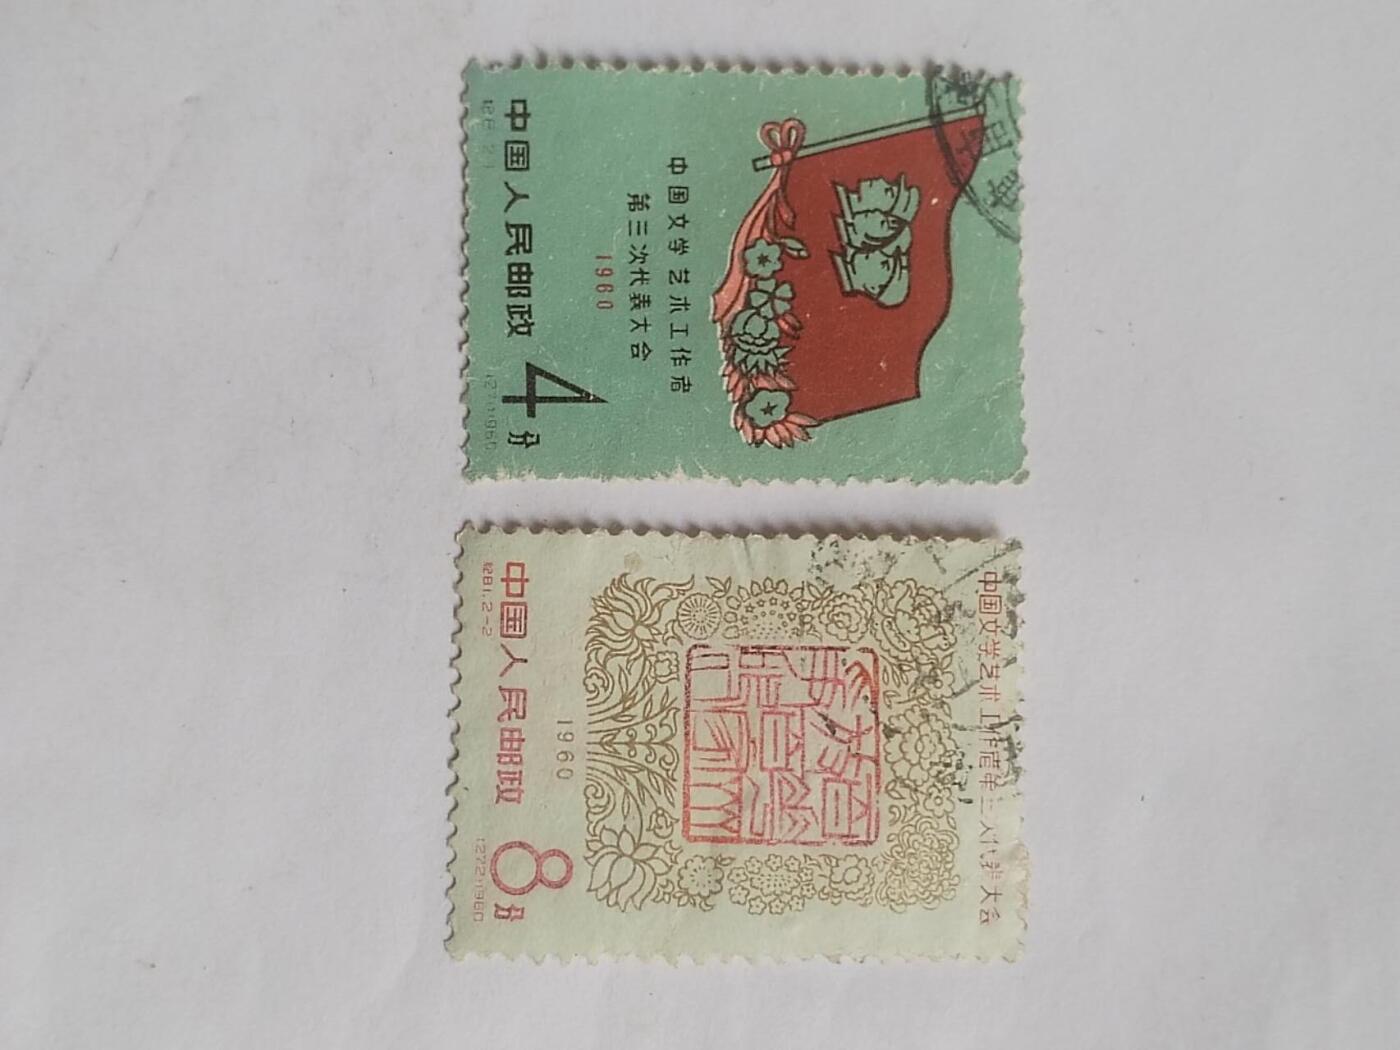 中国文学艺术工作者
第三次代表大会
1960
中国人民邮政
4分
(271)1960
中国文学艺术工作者第三次代表大会
1960
中国人民邮政
8分
纪81.2-2
(272)1960